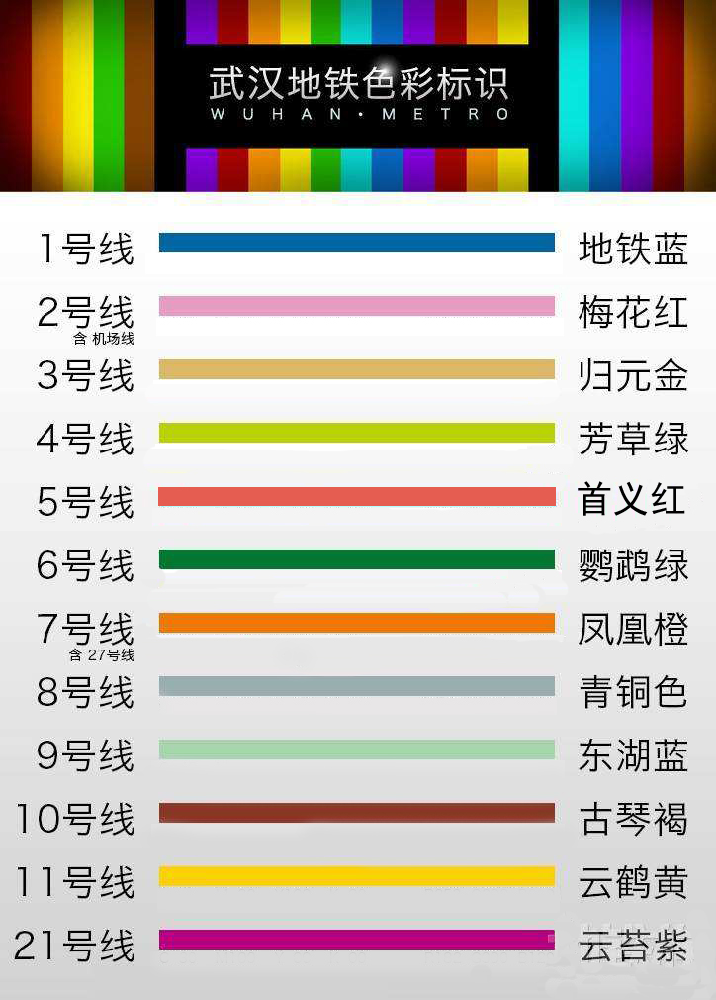 武汉地铁色彩标识
WUHAN·METRO
1号线 地铁蓝
2号线 梅花红
含 机场线
3号线 归元金
4号线 芳草绿
5号线 首义红
6号线 鹦鹉绿
7号线 凤凰橙
含 27号线
8号线 青铜色
9号线 东湖蓝
10号线 古琴褐
11号线 云鹤黄
21号线 云苔紫